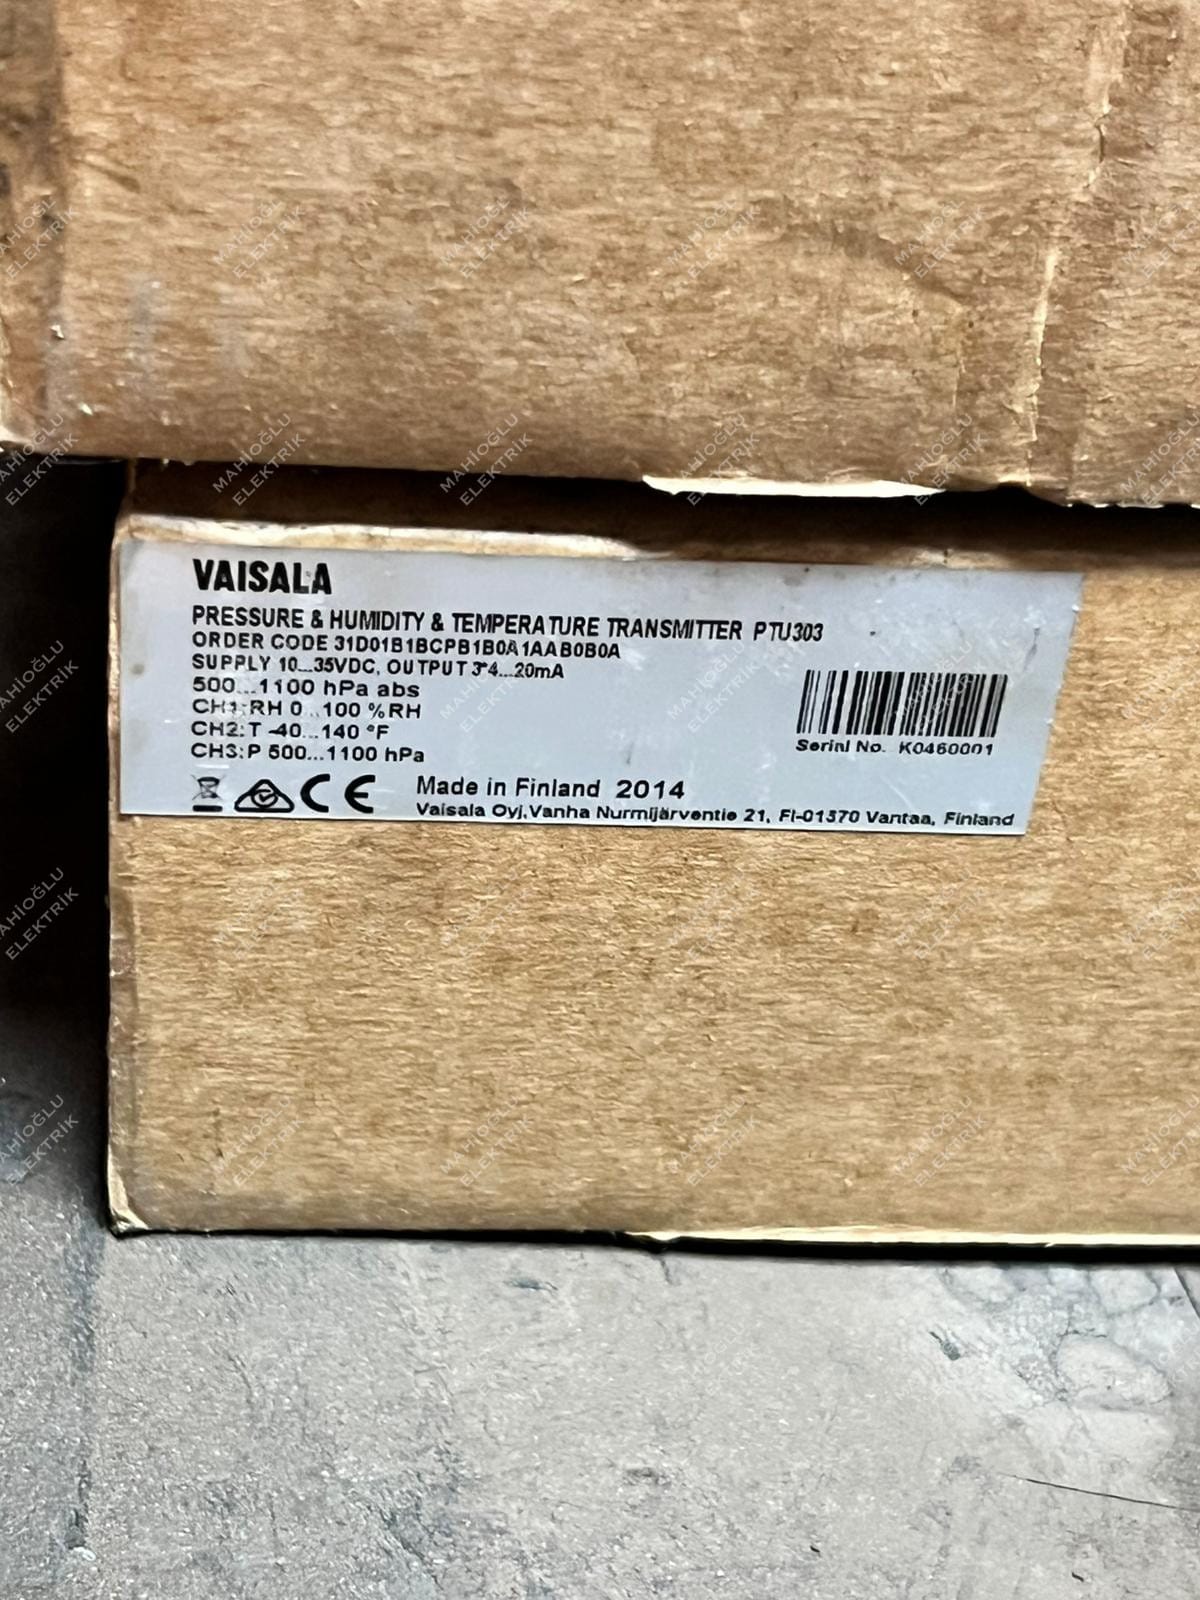 VAISALA
PRESSURE & HUMIDITY & TEMPERATURE TRANSMITTER PTU303
ORDER CODE 31D01B1BCPB1B0A1AAB0B0A
SUPPLY 10...35VDC, OUTPUT 3*4...20mA
500...1100 hPa abs
CH1:RH 0...100 %RH
CH2:T -40...140 °F
CH3:P 500...1100 hPa
Serial No. K0460001
Made in Finland 2014
Vaisala Oyj,Vanha Nurmijärventie 21, FI-01370 Vantaa, Finland
MAHİOĞLU
ELEKTRİK